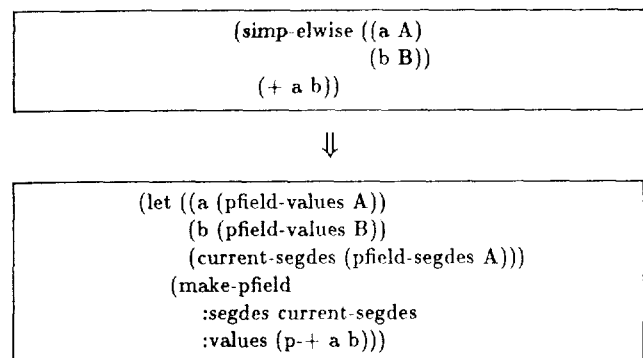 (simp-elwise ((a A)
(b B))
(+ a b))
⇓
(let ((a (pfield-values A))
(b (pfield-values B))
(current-segdes (pfield-segdes A)))
(make-pfield
:segdes current-segdes
:values (p-+ a b)))